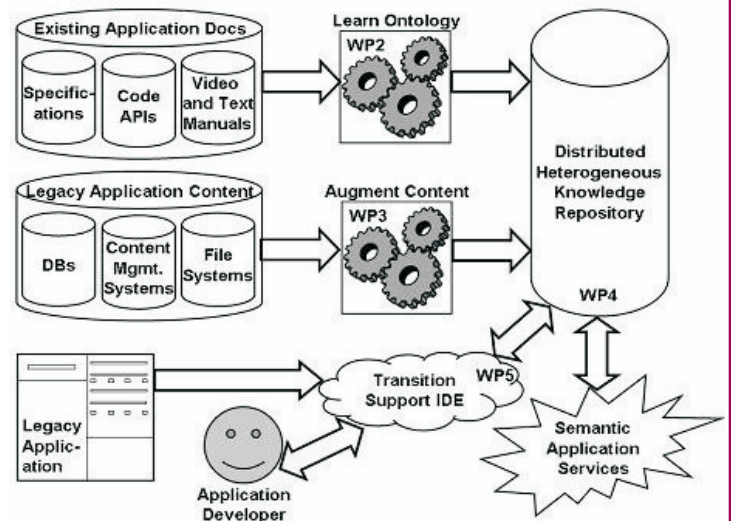 Existing Application Docs
Specific-
ations
Code
APIs
Video
and Text
Manuals
Learn Ontology
WP2
Distributed
Heterogeneous
Knowledge
Repository
WP4
Legacy Application Content
DBs
Content
Mgmt.
Systems
File
Systems
Augment Content
WP3
Legacy
Applic-
ation
Transition
Support IDE
WP5
Application
Developer
Semantic
Application
Services